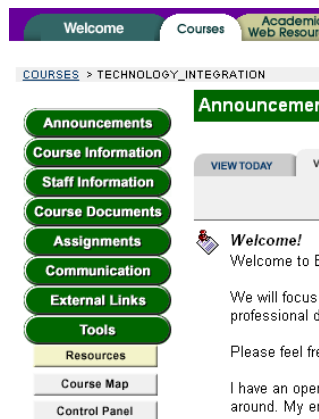 Welcome
Courses
Academic
Web Resour
COURSES > TECHNOLOGY_INTEGRATION
Announcemen
Announcements
Course Information
Staff Information
Course Documents
Assignments
Communication
External Links
Tools
Resources
Course Map
Control Panel
VIEW TODAY
V
Welcome!
Welcome to E
We will focus
professional d
Please feel fre
I have an oper
around. My er